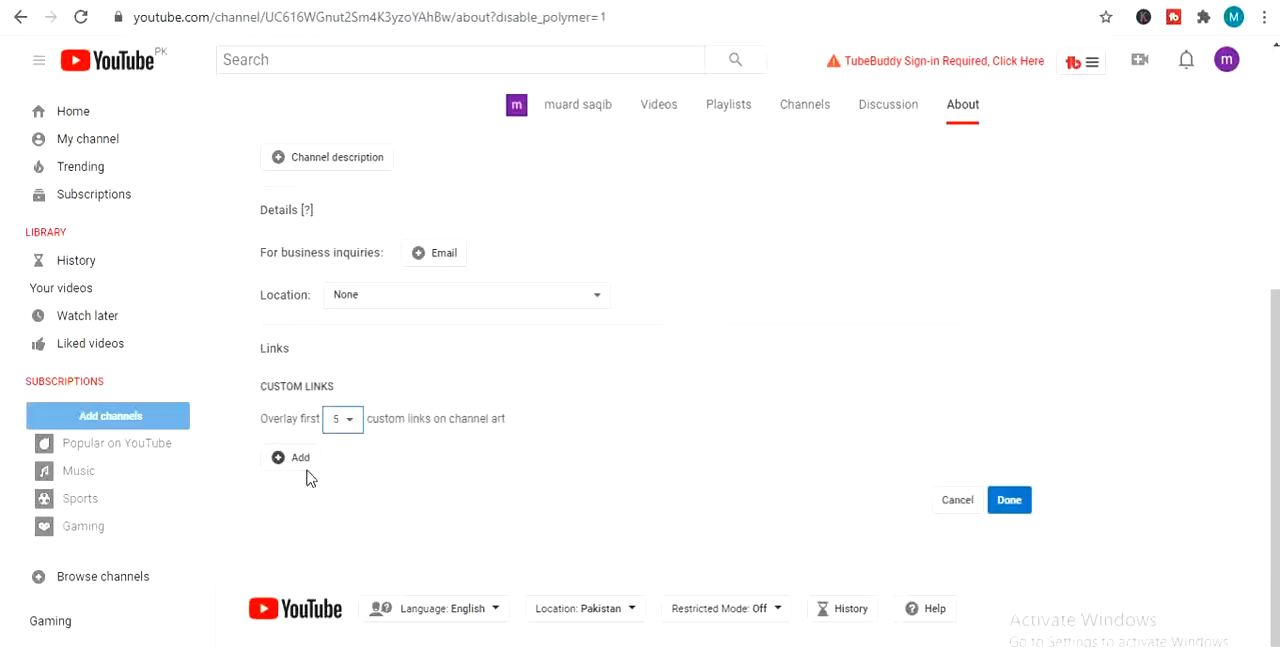 youtube.com/channel/UC616WGnut2Sm4K3yzoYAhBw/about?disable_polymer=1
K
tb
M
YouTube PK
Search
TubeBuddy Sign-in Required, Click Here
tb
m
m
muard saqib
Videos
Playlists
Channels
Discussion
About
Home
My channel
Trending
Subscriptions
LIBRARY
History
Your videos
Watch later
Liked videos
SUBSCRIPTIONS
Add channels
Popular on YouTube
Music
Sports
Gaming
Browse channels
Gaming
Channel description
Details [?]
For business inquiries:
Email
Location:
None
Links
CUSTOM LINKS
Overlay first 5 custom links on channel art
Add
Cancel
Done
YouTube
Language: English
Location: Pakistan
Restricted Mode: Off
History
Help
Activate Windows
Go to Settings to activate Windows